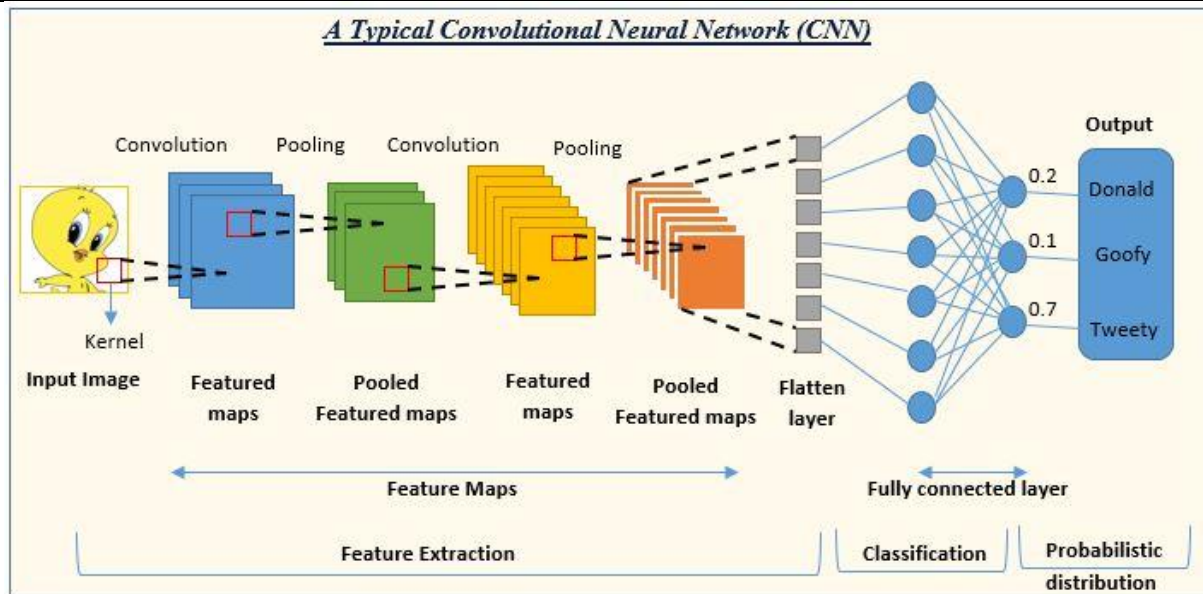 A Typical Convolutional Neural Network (CNN)
Convolution
Pooling
Convolution
Pooling
Output
0.2
Donald
0.1
Goofy
0.7
Tweety
Kernel
Input Image
Featured
maps
Pooled
Featured maps
Featured
maps
Pooled
Featured maps
Flatten
layer
Feature Maps
Fully connected layer
Feature Extraction
Classification
Probabilistic
distribution